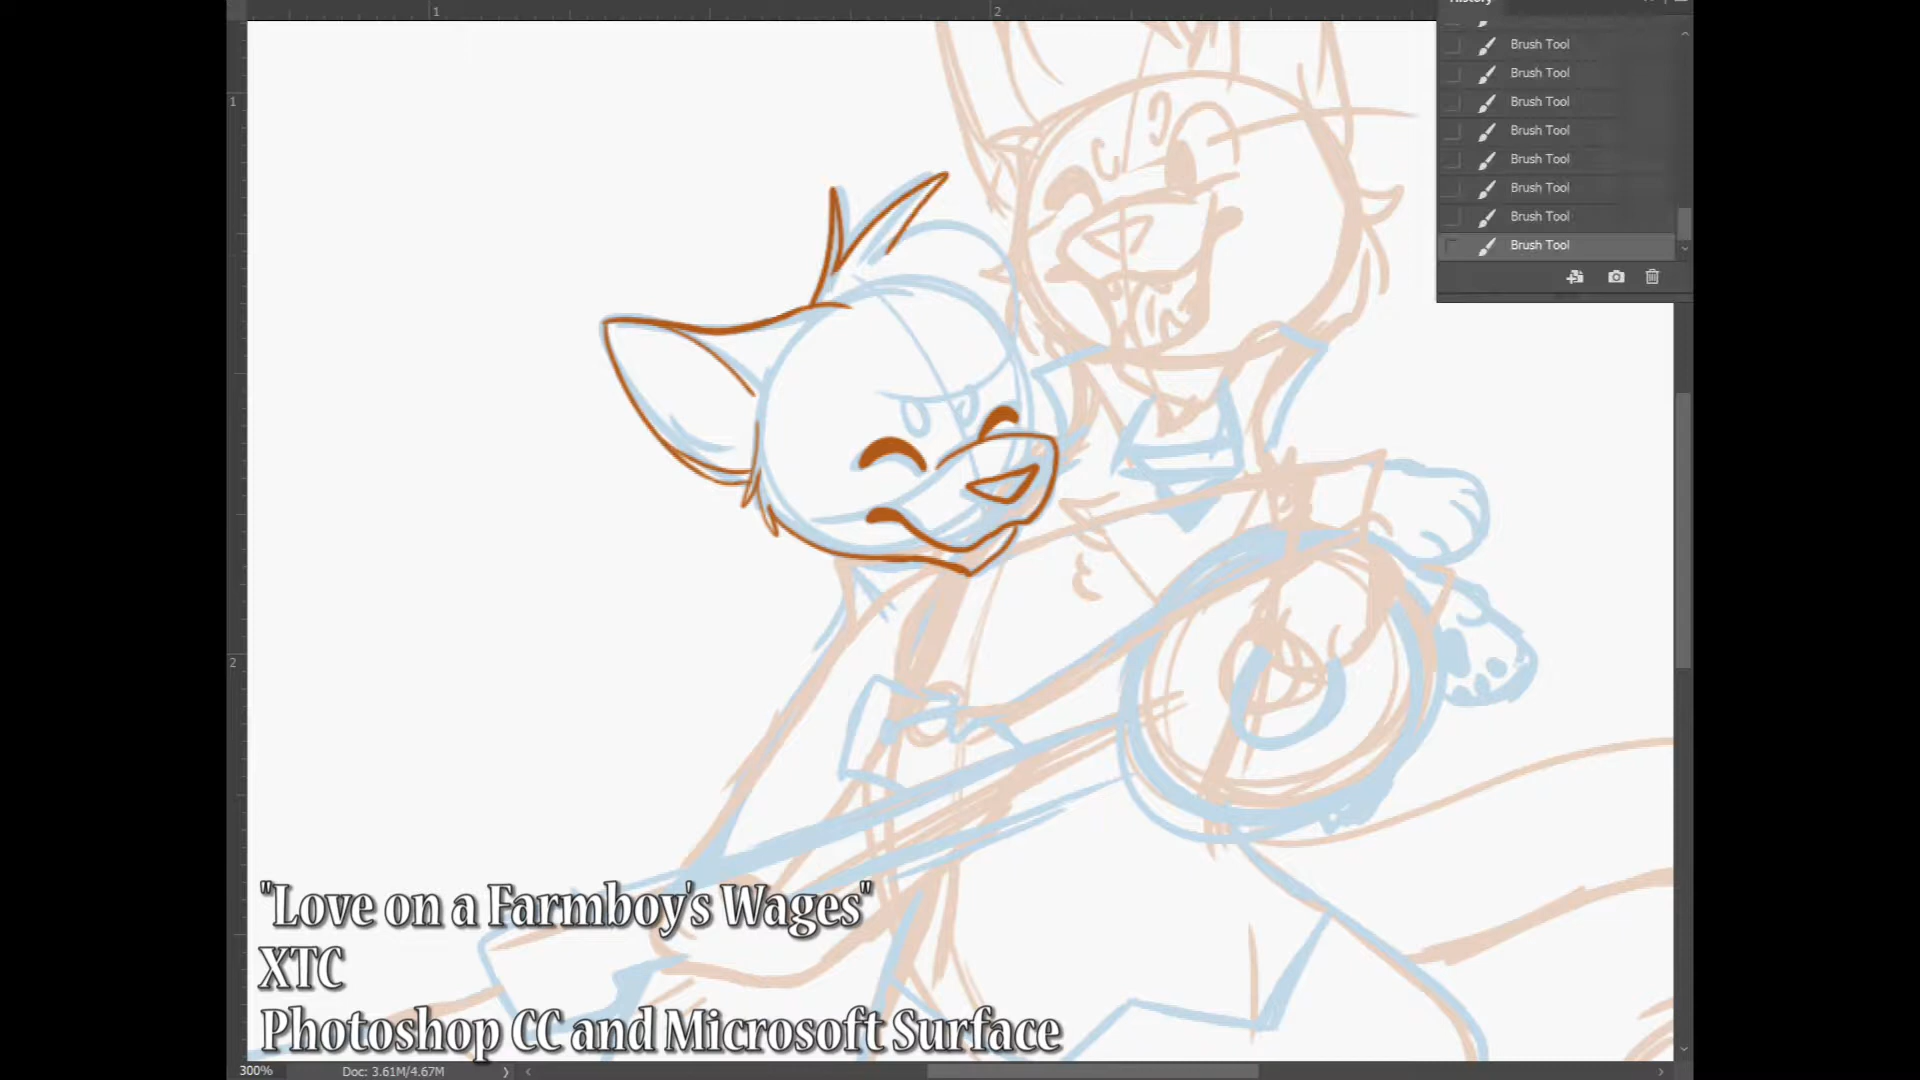 1
2
History
1
Brush Tool
Brush Tool
Brush Tool
Brush Tool
Brush Tool
Brush Tool
Brush Tool
Brush Tool
2
"Love on a Farmboy's Wages"
XTC
Photoshop CC and Microsoft Surface
300%
Doc: 3.61M/4.67M